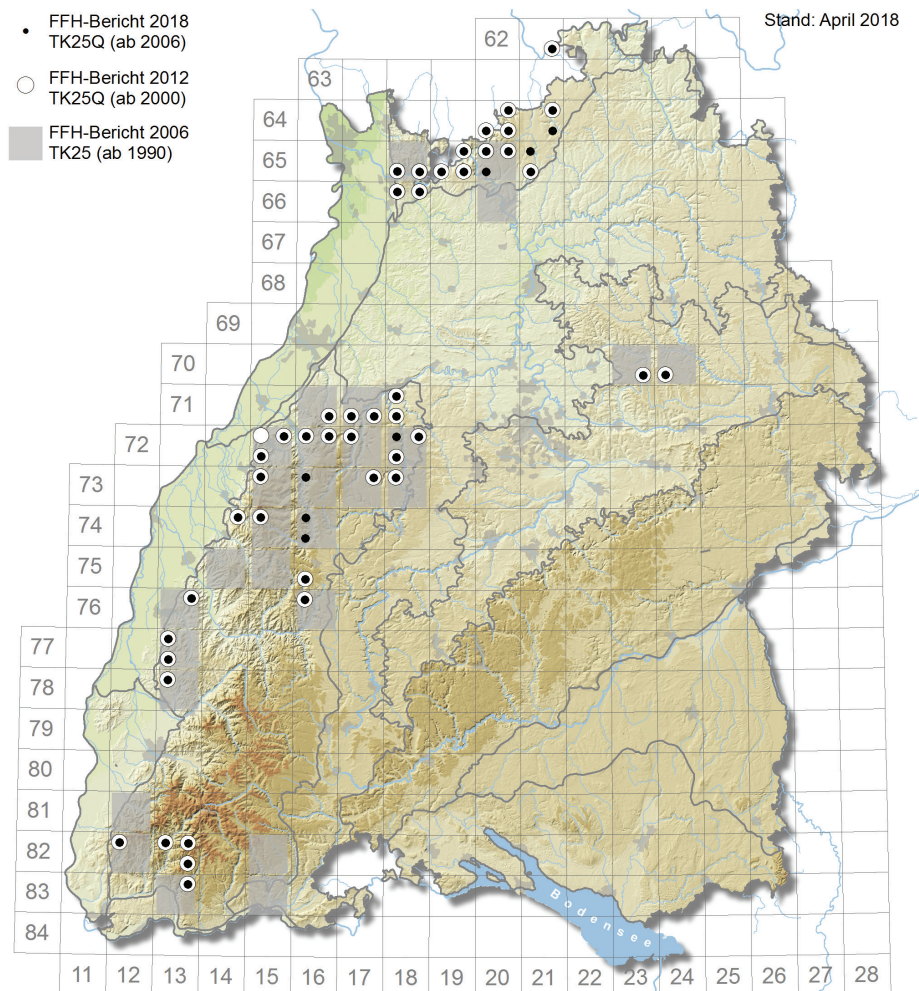 FFH-Bericht 2018
TK25Q (ab 2006)
FFH-Bericht 2012
TK25Q (ab 2000)
FFH-Bericht 2006
TK25 (ab 1990)
Stand: April 2018
62
63
64
65
66
67
68
69
70
71
72
73
74
75
76
77
78
79
80
81
82
83
84
Bodensee
11 12 13 14 15 16 17 18 19 20 21 22 23 24 25 26 27 28